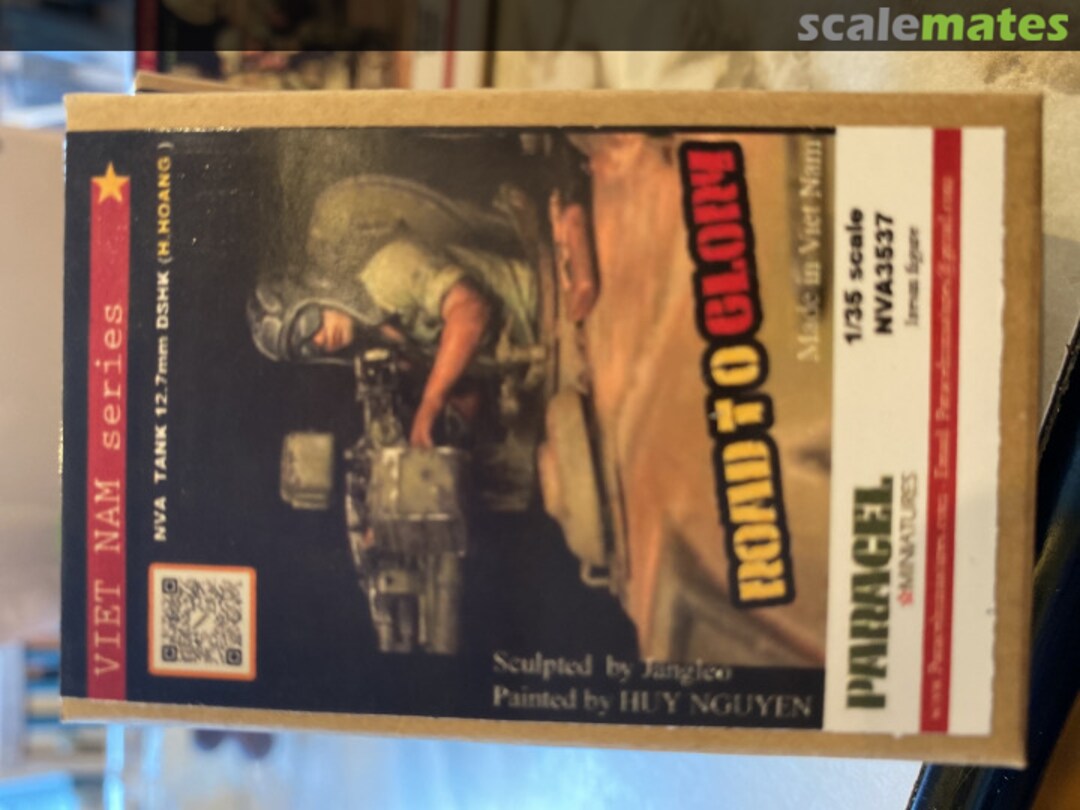 scalemates
VIET NAM series
NVA TANK 12.7mm DSHK (H.HOANG)
Sculpted by Jangleo
Painted by HUY NGUYEN
ROAD TO GLORY
Made in Viet Nam
PARACEL
MINIATURES
1/35 scale
NVA3537
figure